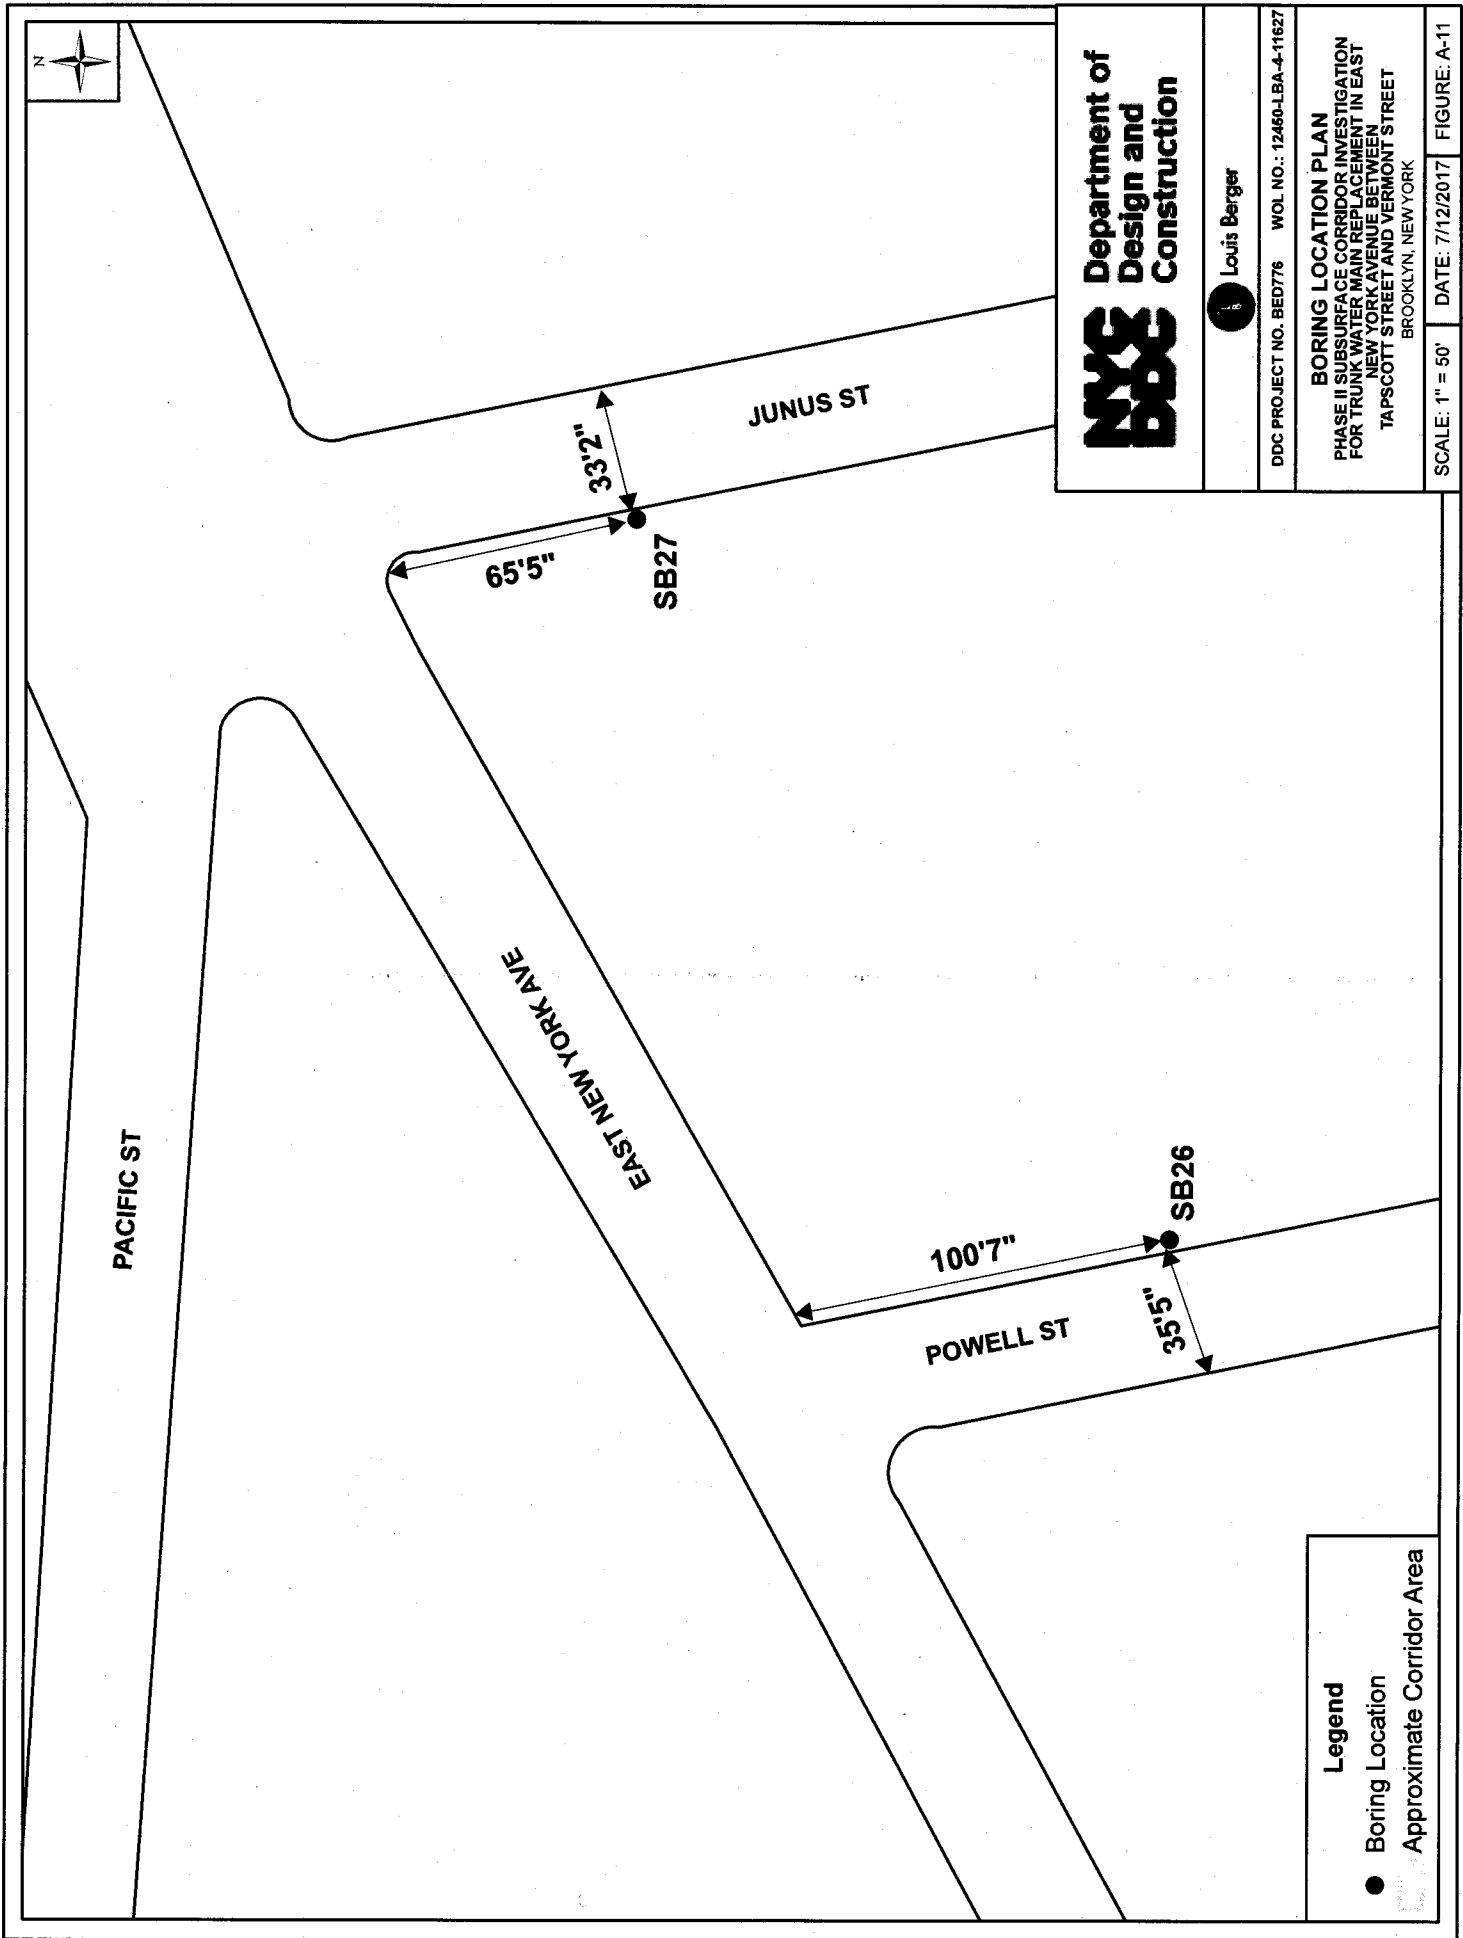 N
PACIFIC ST
EAST NEW YORK AVE
JUNUS ST
33'2"
65'5"
SB27
POWELL ST
100'7"
35'5"
SB26
Legend
Boring Location
Approximate Corridor Area
NYC
DDC
Department of
Design and
Construction
Louis Berger
DDC PROJECT NO. BED776 WOL NO.: 12450-LBA-4-11627
BORING LOCATION PLAN
PHASE II SUBSURFACE CORRIDOR INVESTIGATION
FOR TRUNK WATER MAIN REPLACEMENT IN EAST
NEW YORK AVENUE BETWEEN
TAPSCOTT STREET AND VERMONT STREET
BROOKLYN, NEW YORK
SCALE: 1" = 50' DATE: 7/12/2017 FIGURE: A-11